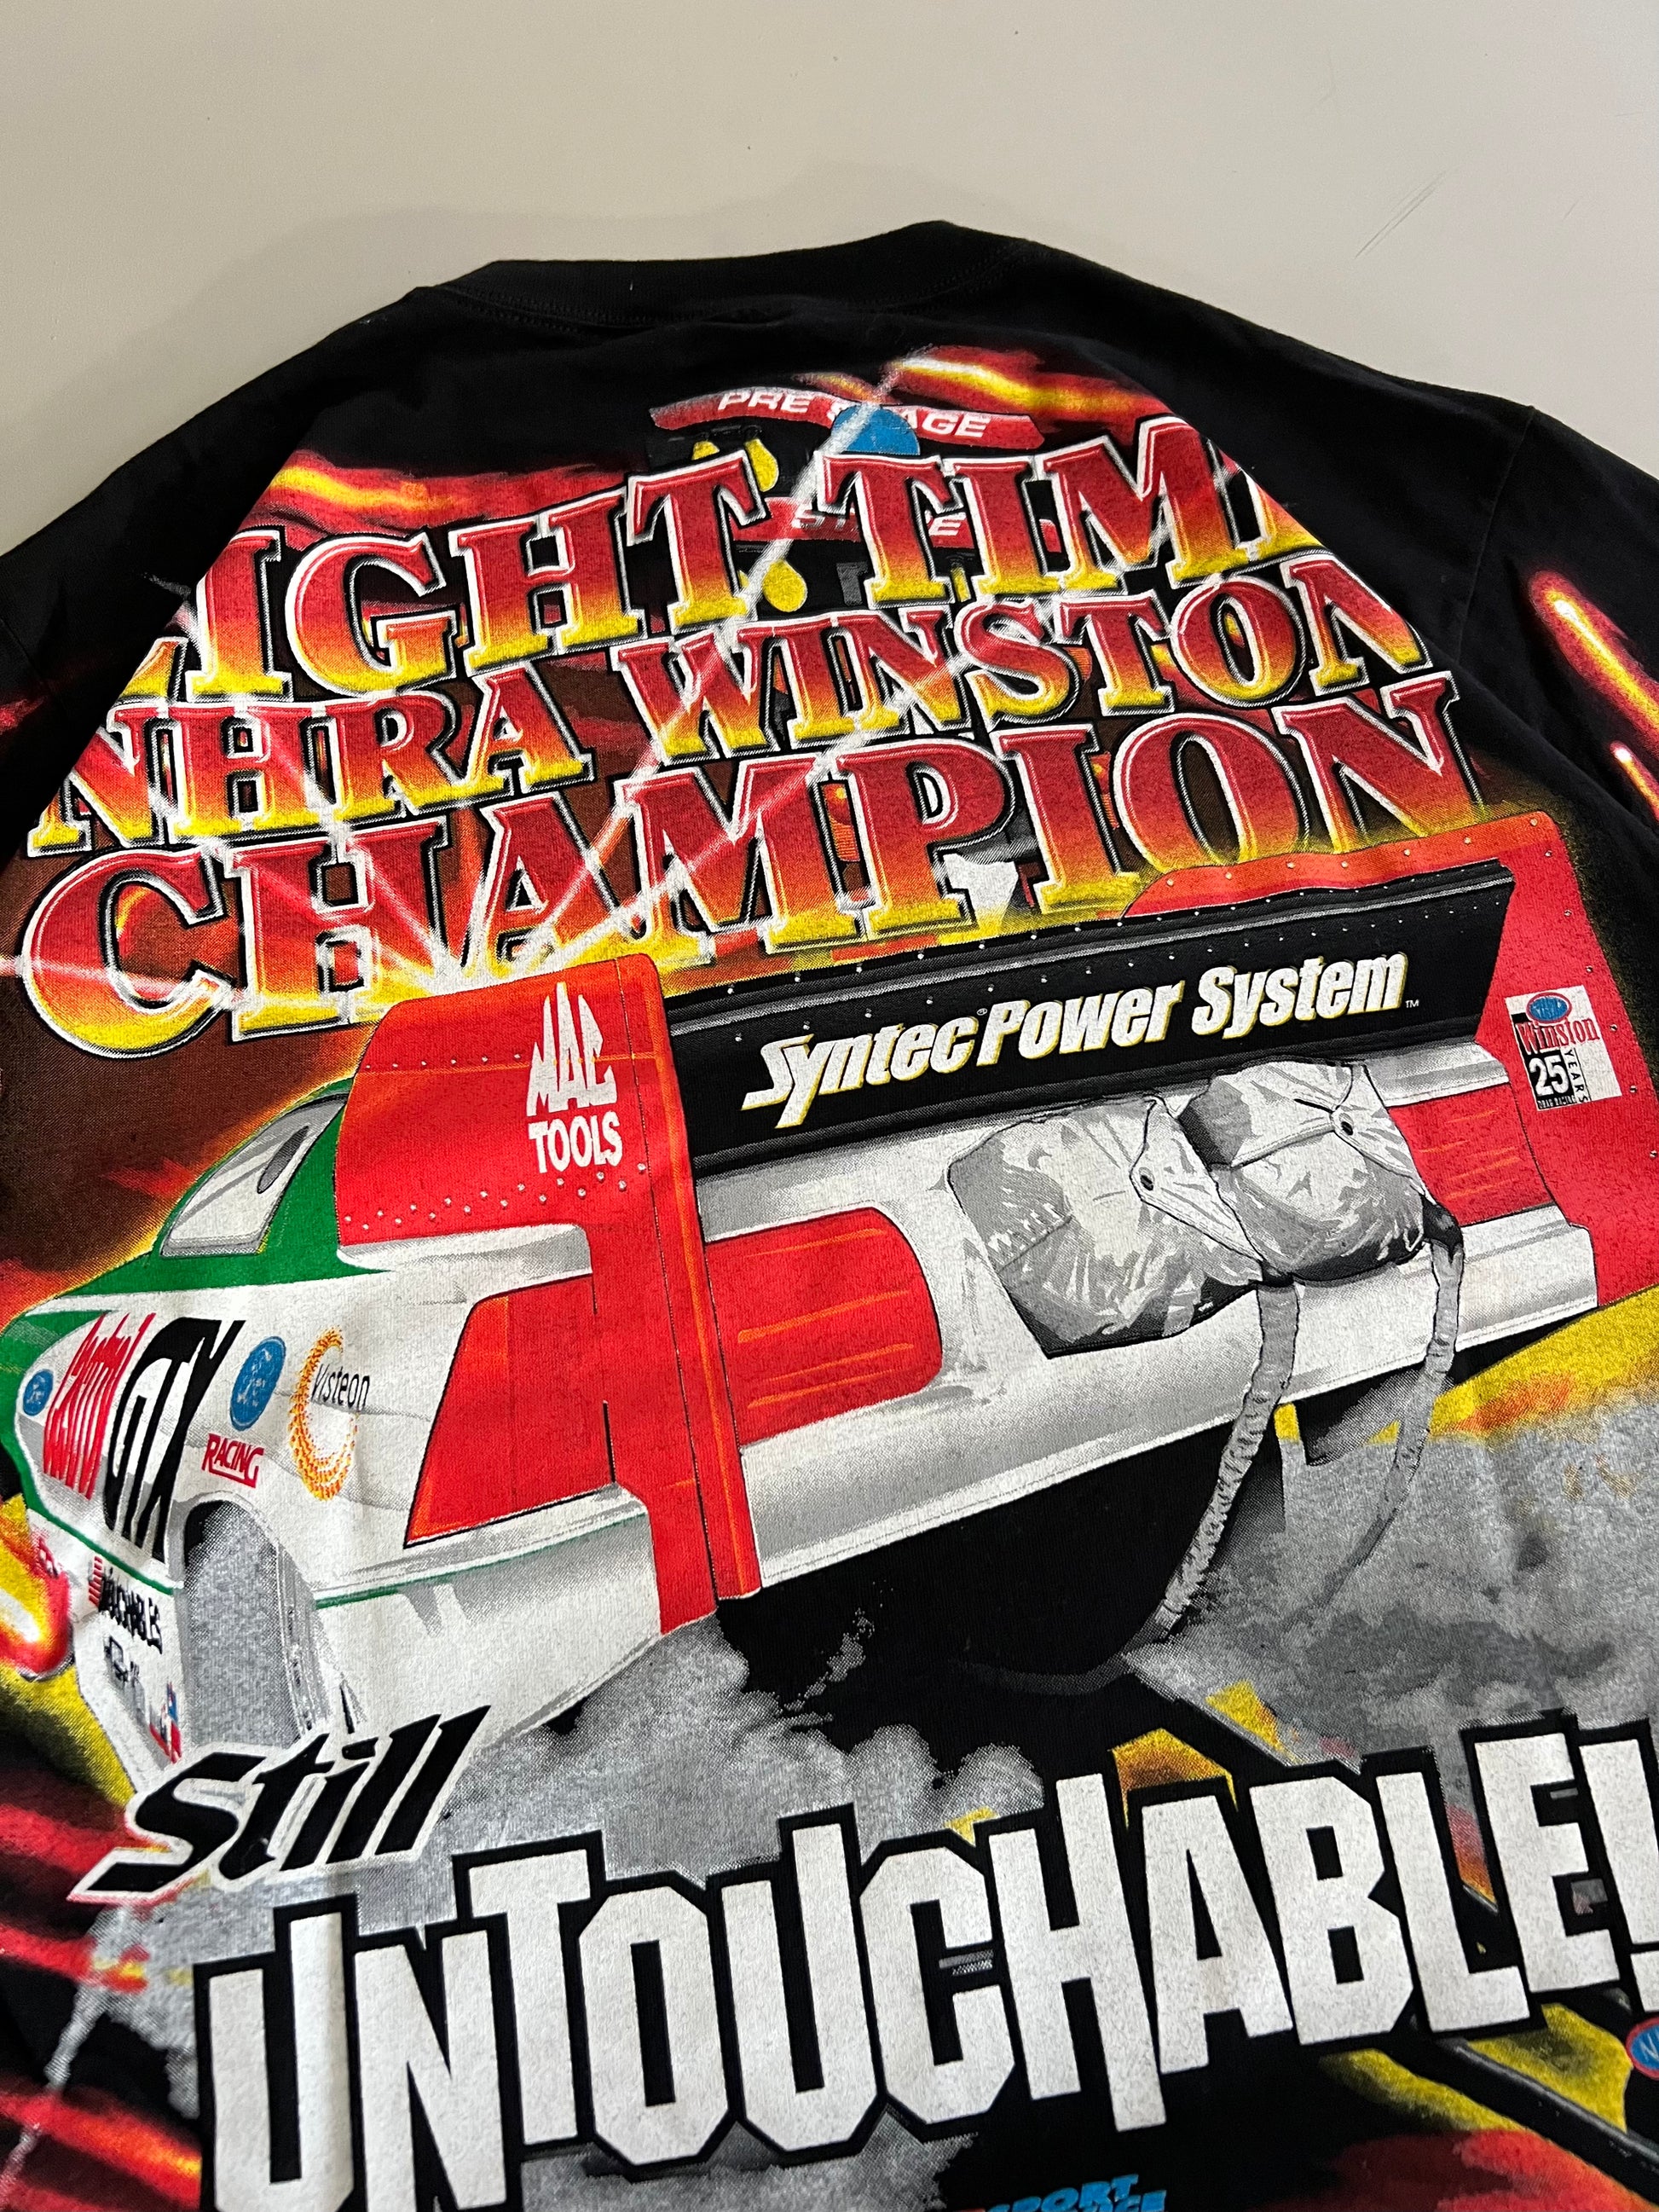 PRE STAGE
IGHT-TIM
NHRA WINSTON
CHAMPION
Syntec® Power System™
MAC
TOOLS
Winston
25
YEARS
Castrol
GTX
RACING
Visteon
Still
UNTOUCHABLE!